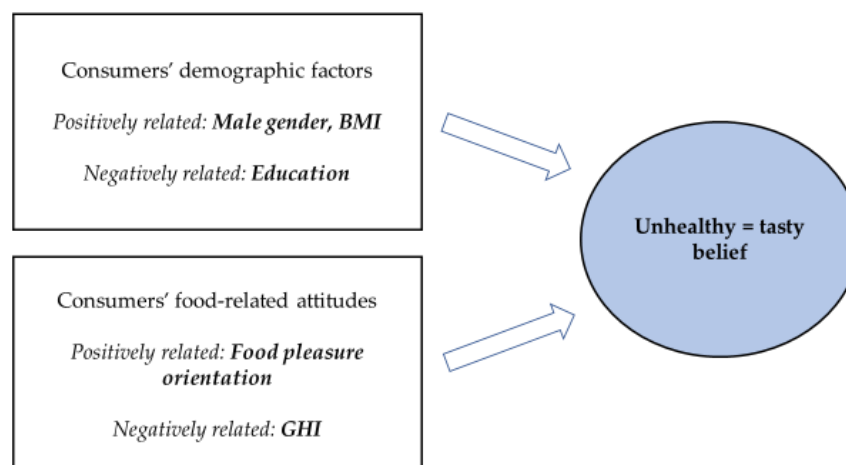 Consumers' demographic factors
Positively related: Male gender, BMI
Negatively related: Education
Unhealthy = tasty
belief
Consumers' food-related attitudes
Positively related: Food pleasure
orientation
Negatively related: GHI